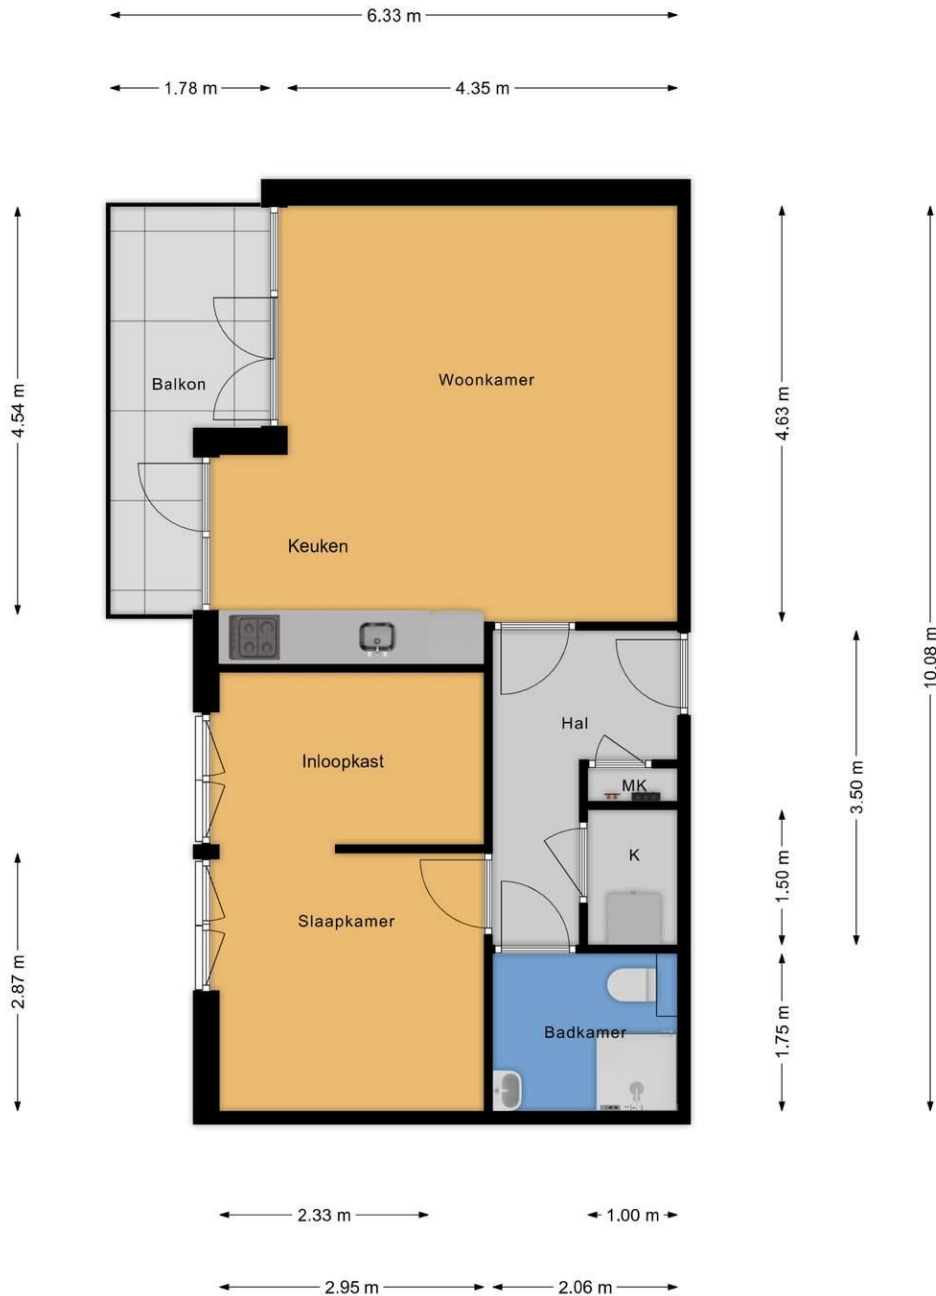 6.33 m
1.78 m
4.35 m
4.54 m
Balkon
Woonkamer
4.63 m
Keuken
10.08 m
Hal
Inloopkast
MK
3.50 m
K
1.50 m
Slaapkamer
2.87 m
Badkamer
1.75 m
2.33 m
1.00 m
2.95 m
2.06 m